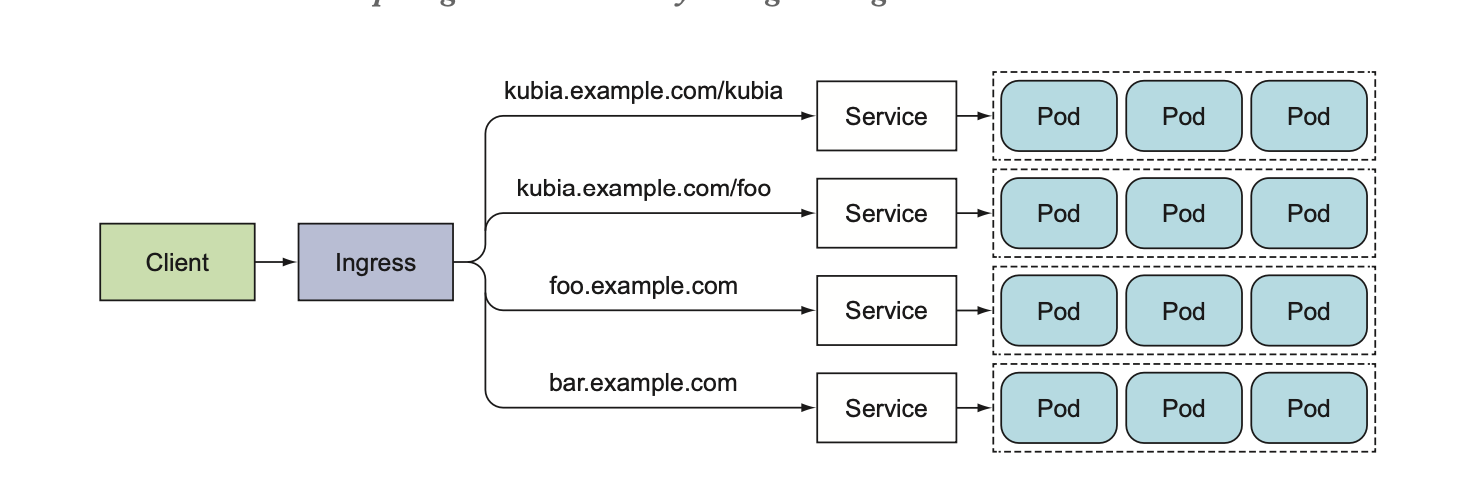 kubia.example.com/kubia
Service
Pod
Pod
Pod
kubia.example.com/foo
Service
Pod
Pod
Pod
Client
Ingress
foo.example.com
Service
Pod
Pod
Pod
bar.example.com
Service
Pod
Pod
Pod